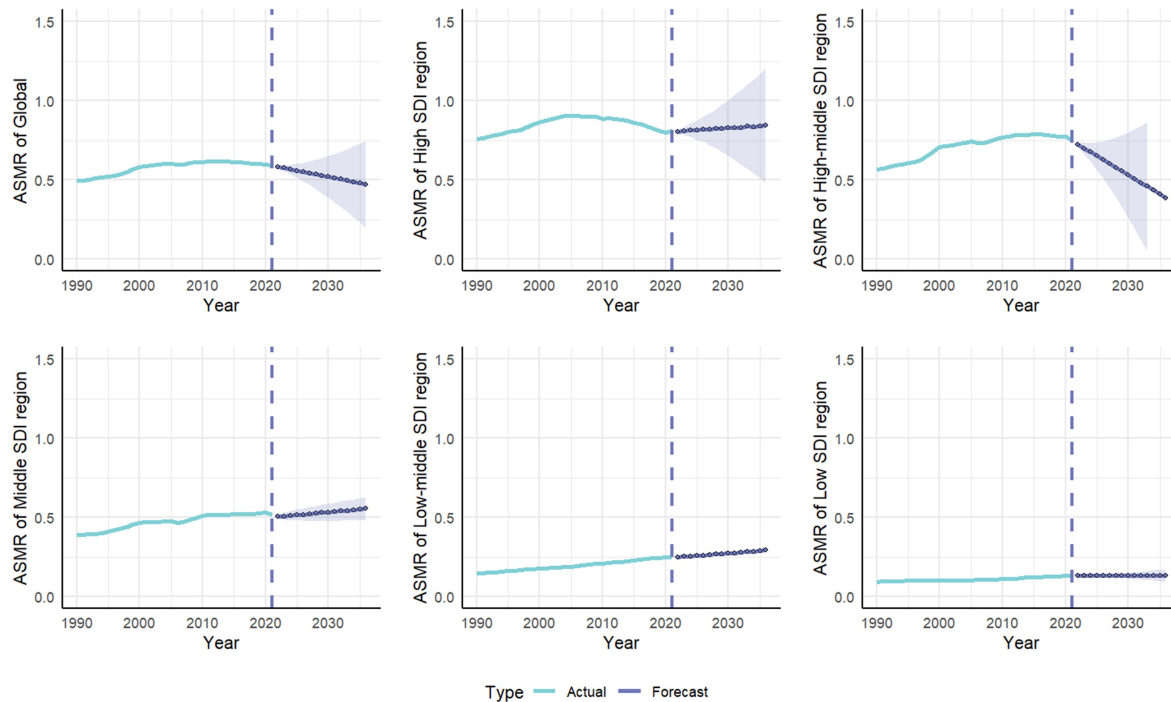 ASMR of Global
1.5
1.0
0.5
0.0
1990 2000 2010 2020 2030
Year
ASMR of High SDI region
1.5
1.0
0.5
0.0
1990 2000 2010 2020 2030
Year
ASMR of High-middle SDI region
1.5
1.0
0.5
0.0
1990 2000 2010 2020 2030
Year
ASMR of Middle SDI region
1.5
1.0
0.5
0.0
1990 2000 2010 2020 2030
Year
ASMR of Low-middle SDI region
1.5
1.0
0.5
0.0
1990 2000 2010 2020 2030
Year
ASMR of Low SDI region
1.5
1.0
0.5
0.0
1990 2000 2010 2020 2030
Year
Type Actual Forecast